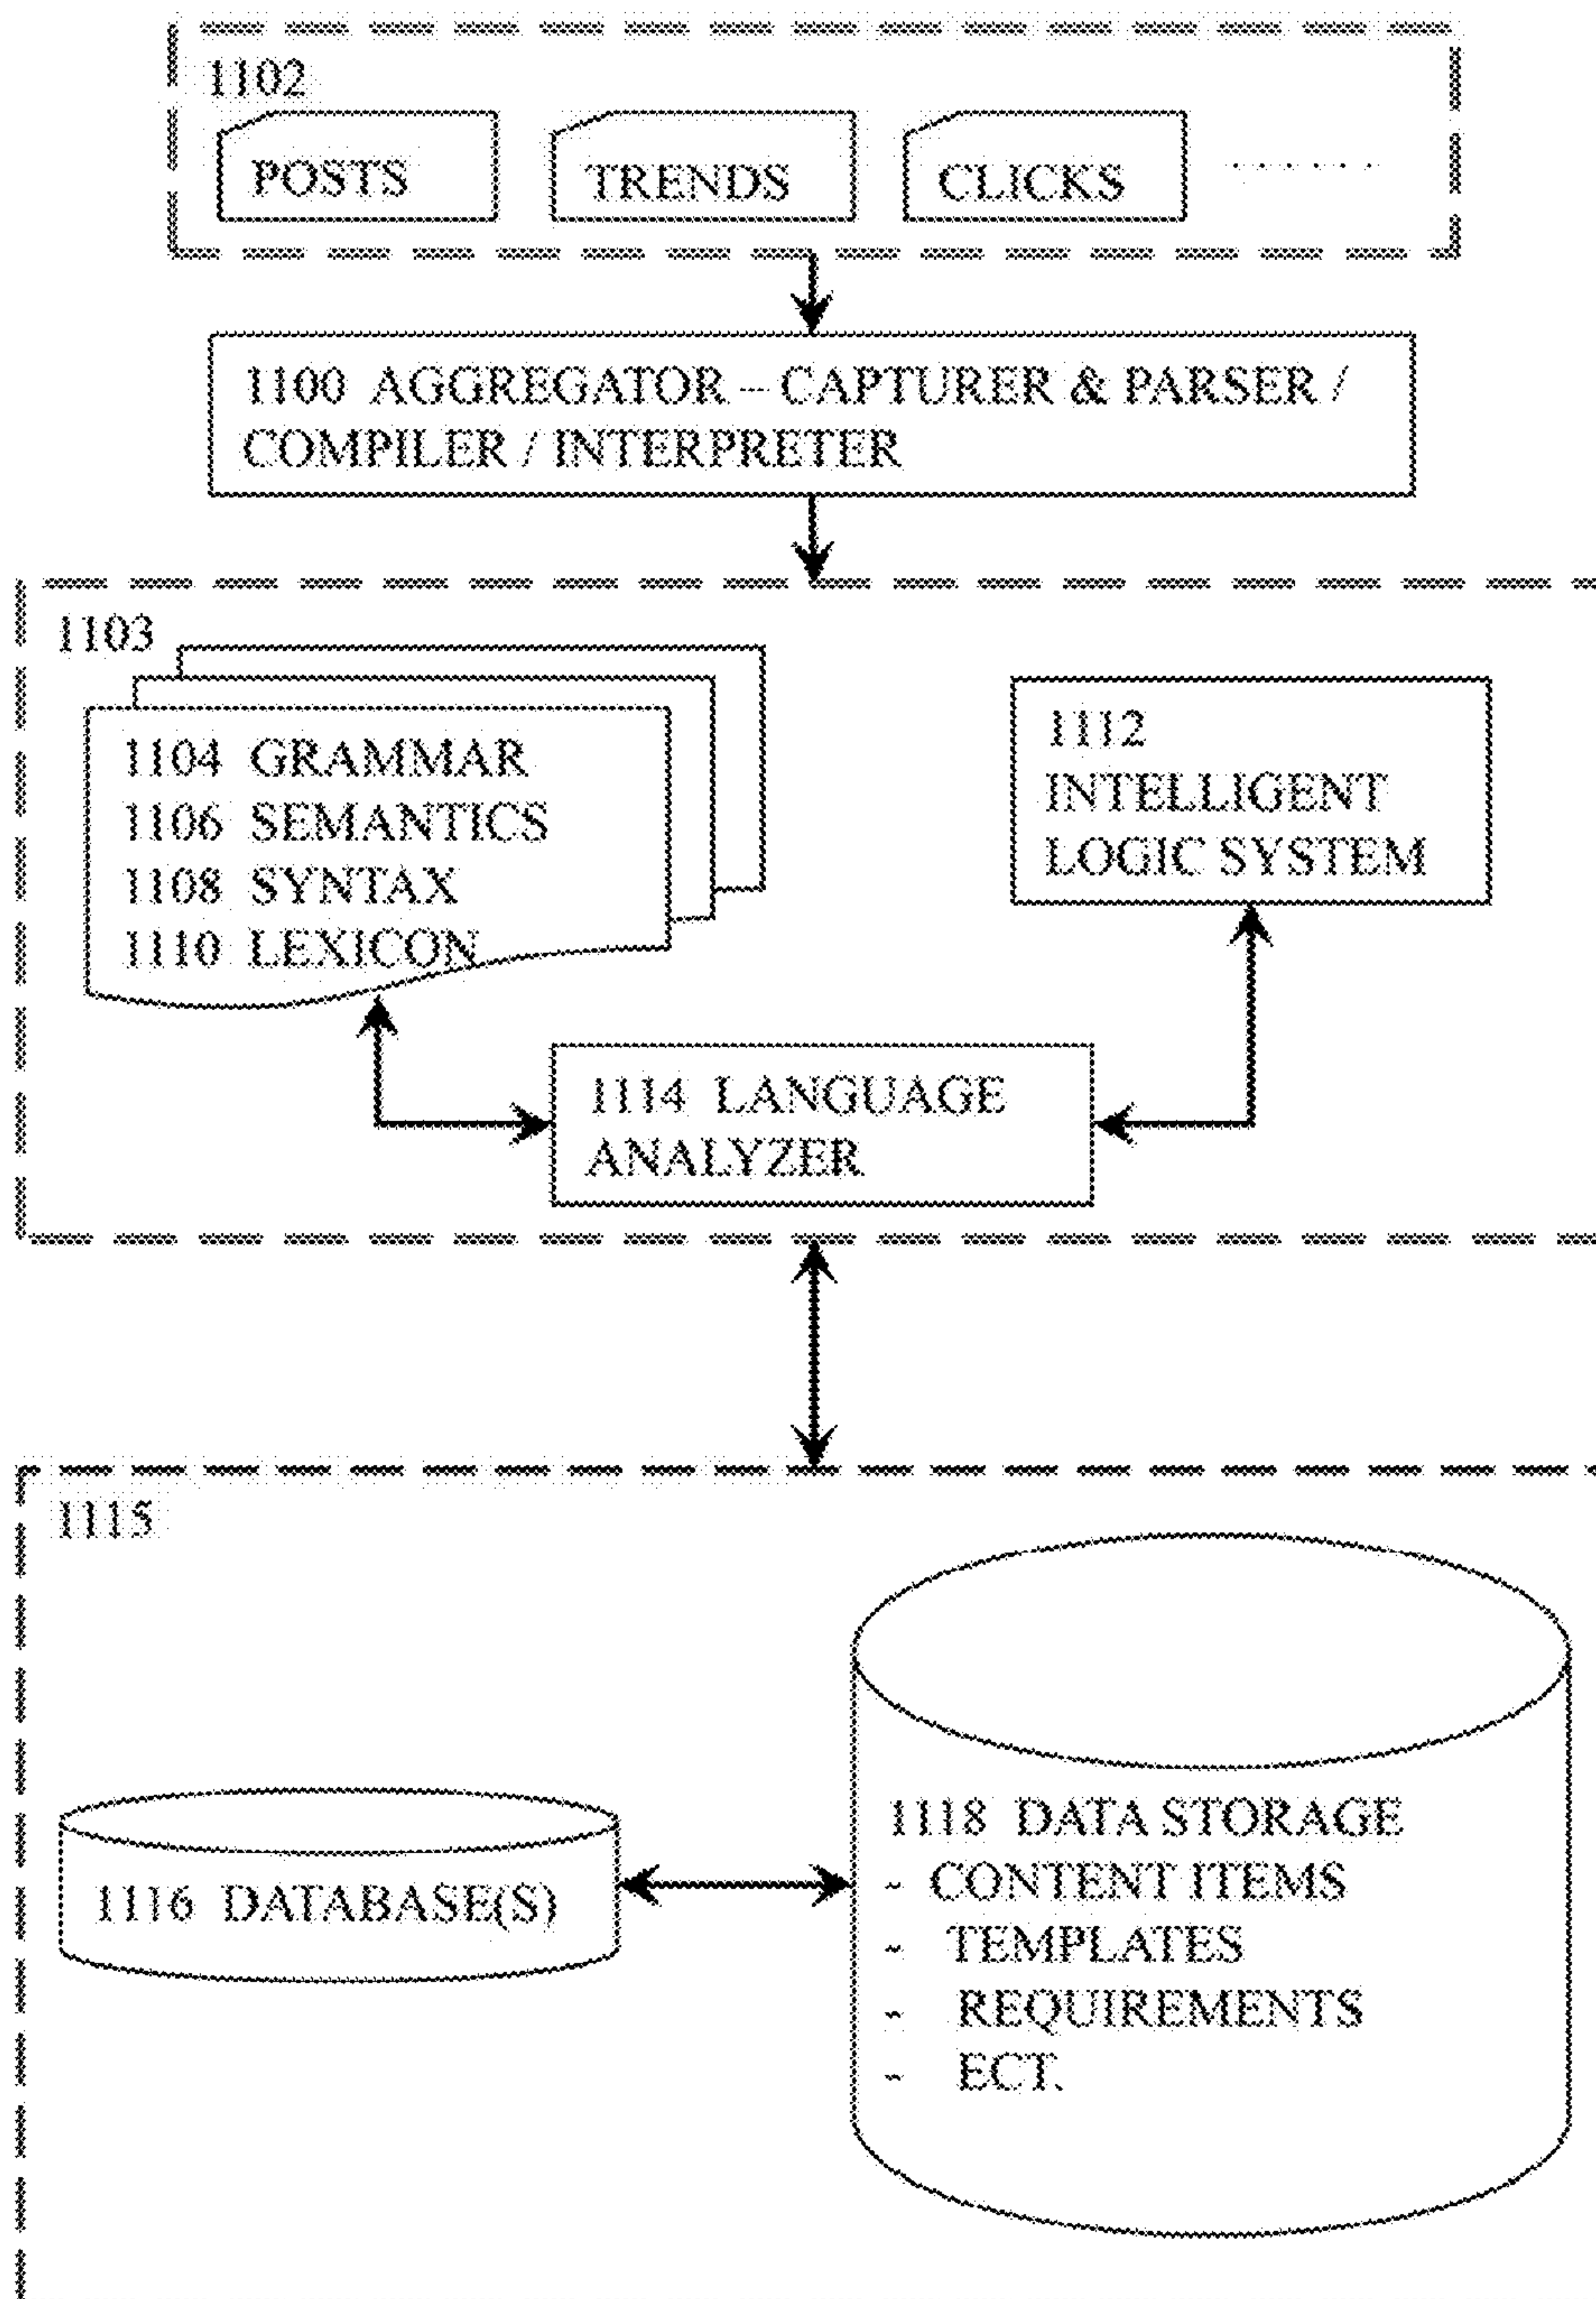 1102
POSTS
TRENDS
CLICKS
.......
1100 AGGREGATOR – CAPTURER & PARSER /
COMPILER / INTERPRETER
1103
1104 GRAMMAR
1106 SEMANTICS
1108 SYNTAX
1110 LEXICON
1112
INTELLIGENT
LOGIC SYSTEM
1114 LANGUAGE
ANALYZER
1115
1116 DATABASE(S)
1118 DATA STORAGE
- CONTENT ITEMS
- TEMPLATES
- REQUIREMENTS
- ECT.